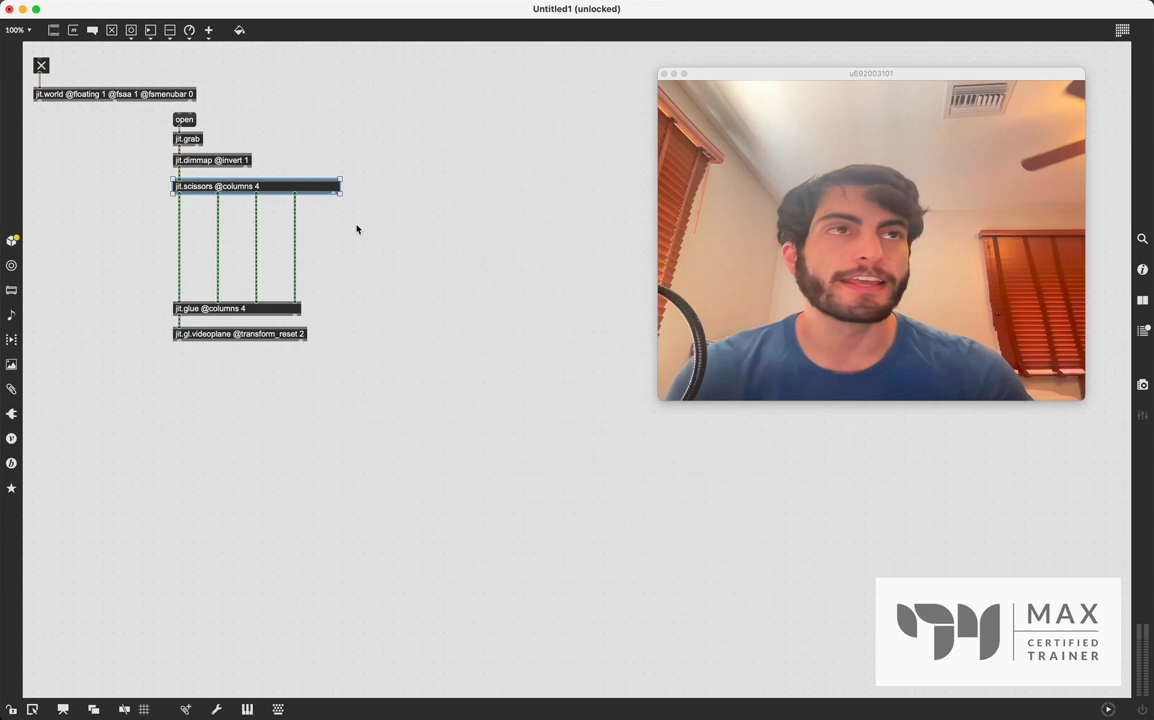 Untitled1 (unlocked)
100%
jit.world @floating 1 @fsaa 1 @fsmenubar 0
u692003101
open
jit.grab
jit.dimmap @invert 1
jit.scissors @columns 4
jit.glue @columns 4
jit.gl.videoplane @transform_reset 2
MAX
CERTIFIED
TRAINER